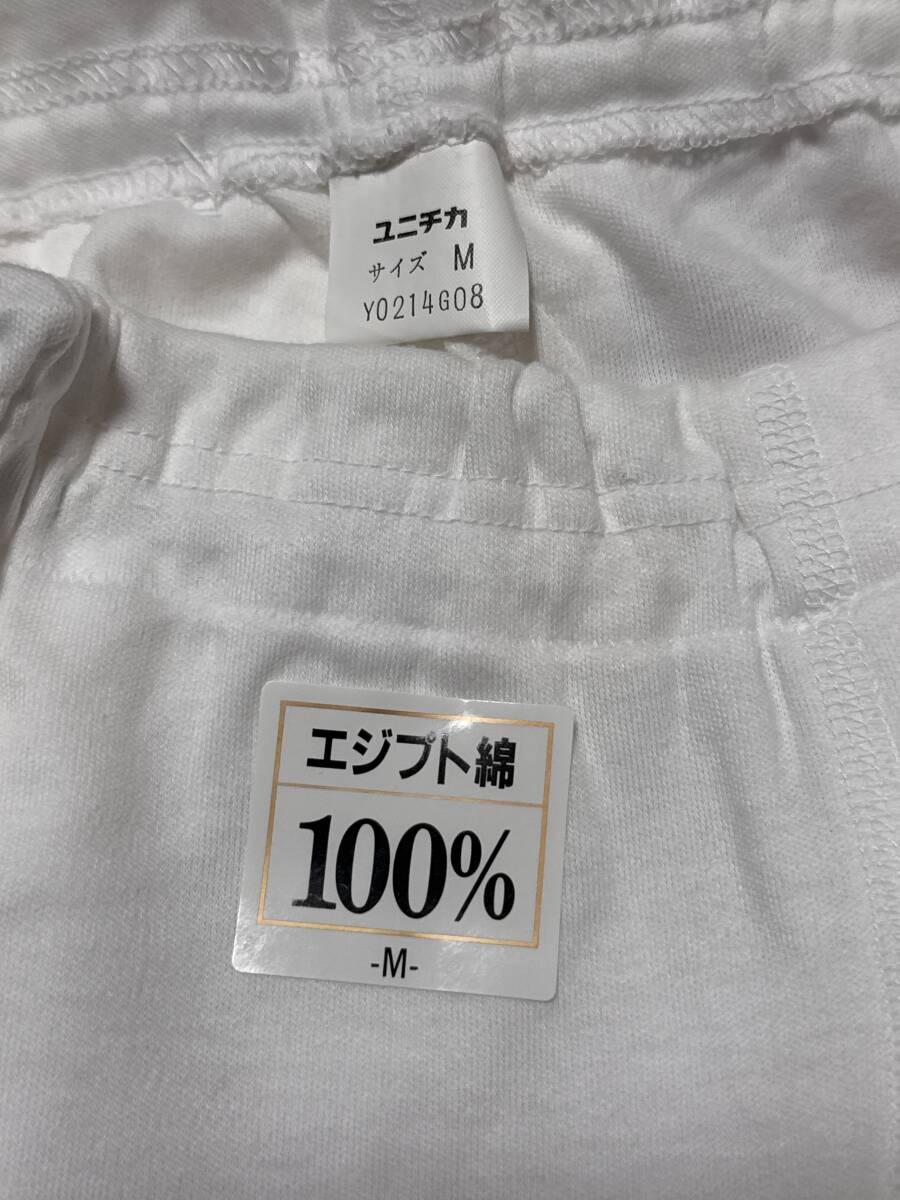 ユニチカ
サイズ M
Y0214G08
エジプト綿
100%
-M-